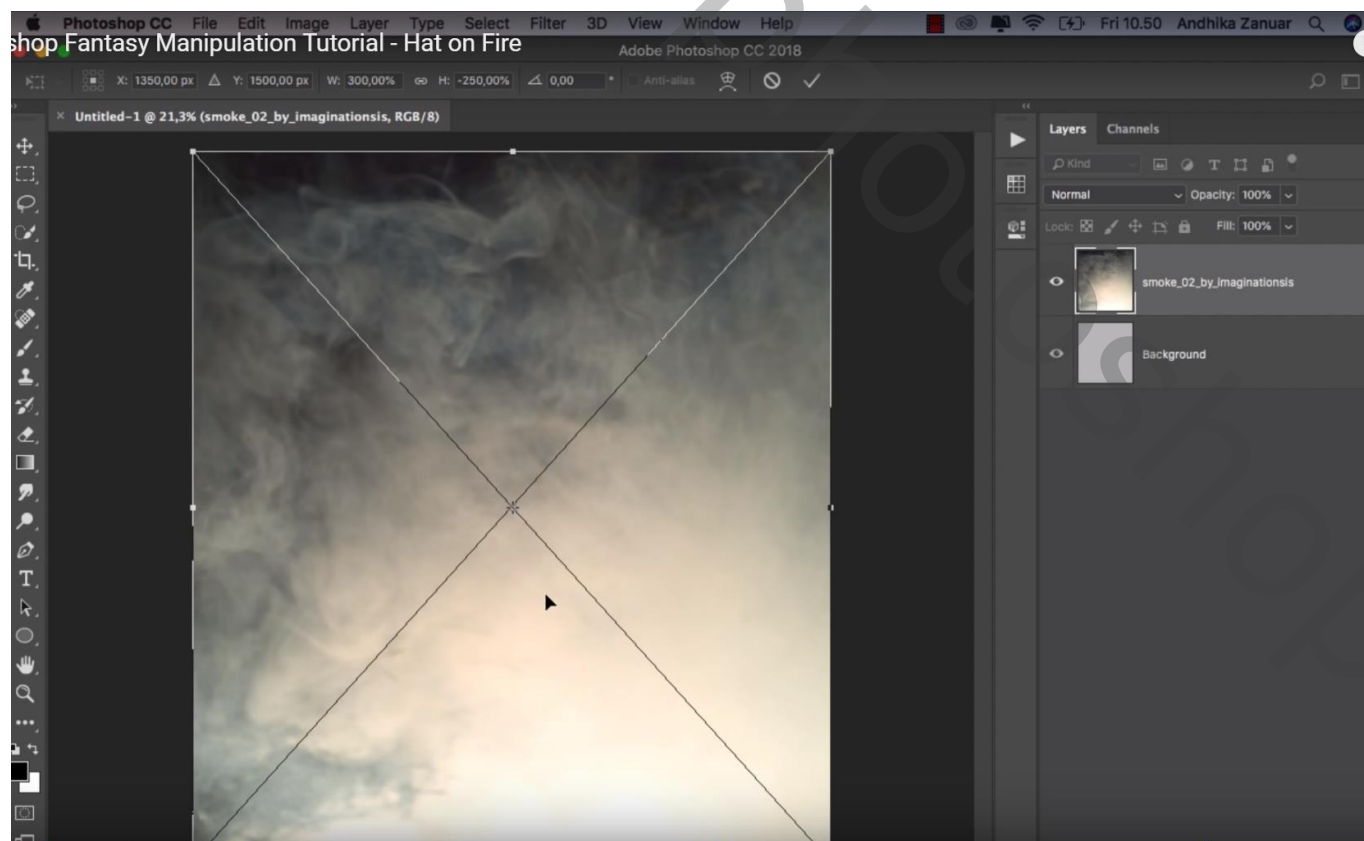 Photoshop CC File Edit Image Layer Type Select Filter 3D View Window Help Fri 10.50 Andhika Zanuar
shop Fantasy Manipulation Tutorial - Hat on Fire
Adobe Photoshop CC 2018
X: 1350,00 px Y: 1500,00 px W: 300,00% H: -250,00% 0,00 ° Anti-alias
× Untitled-1 @ 21,3% (smoke_02_by_imaginationsis, RGB/8)
Layers Channels
Kind
Normal Opacity: 100%
Lock: Fill: 100%
smoke_02_by_imaginationsis
Background
T